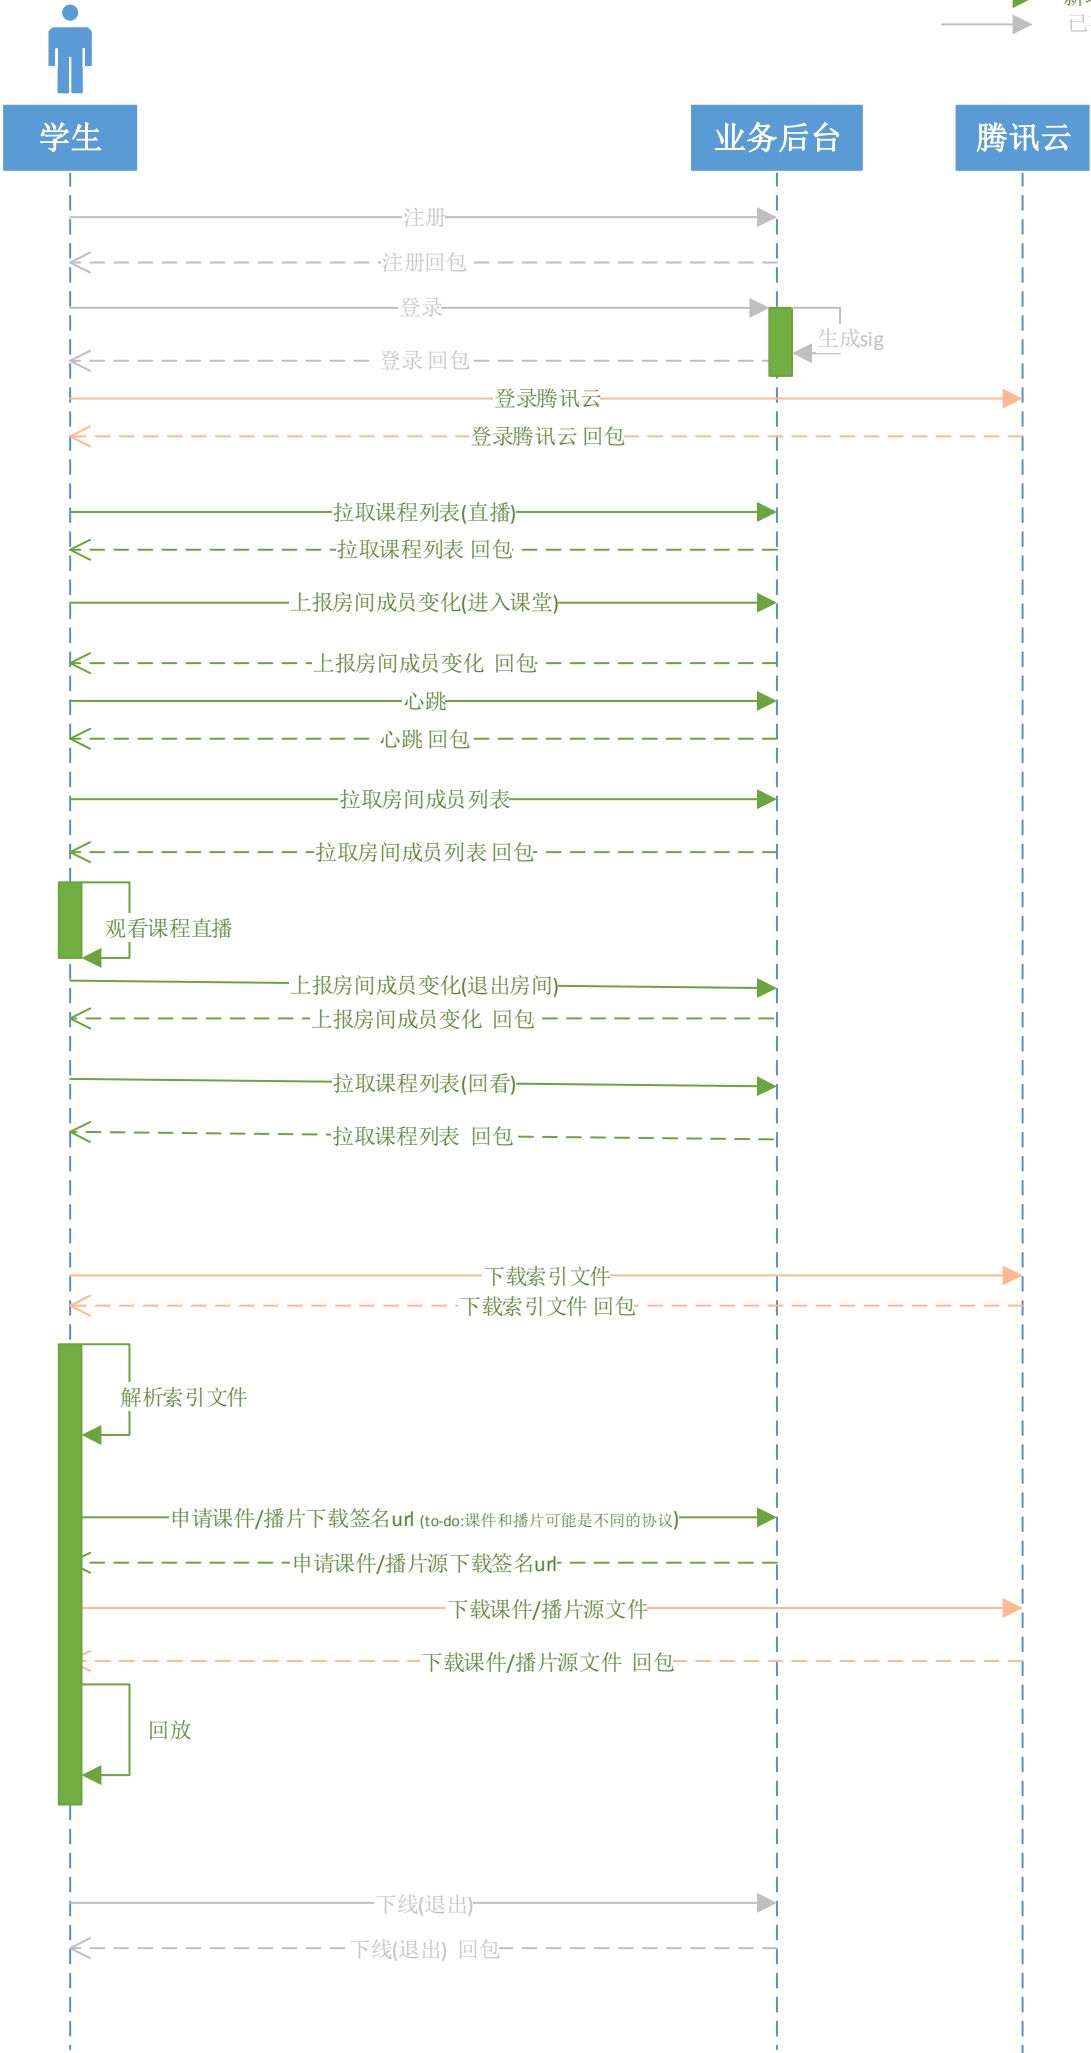 已
学生
业务后台
腾讯云
注册
注册回包
登录
生成sig
登录 回包
登录腾讯云
登录腾讯云 回包
拉取课程列表(直播)
拉取课程列表 回包
上报房间成员变化(进入课堂)
上报房间成员变化 回包
心跳
心跳 回包
拉取房间成员列表
拉取房间成员列表 回包
观看课程直播
上报房间成员变化(退出房间)
上报房间成员变化 回包
拉取课程列表(回看)
拉取课程列表 回包
下载索引文件
下载索引文件 回包
解析索引文件
申请课件/播片下载签名url (to-do:课件和播片可能是不同的协议)
申请课件/播片源下载签名url
下载课件/播片源文件
下载课件/播片源文件 回包
回放
下线(退出)
下线(退出) 回包